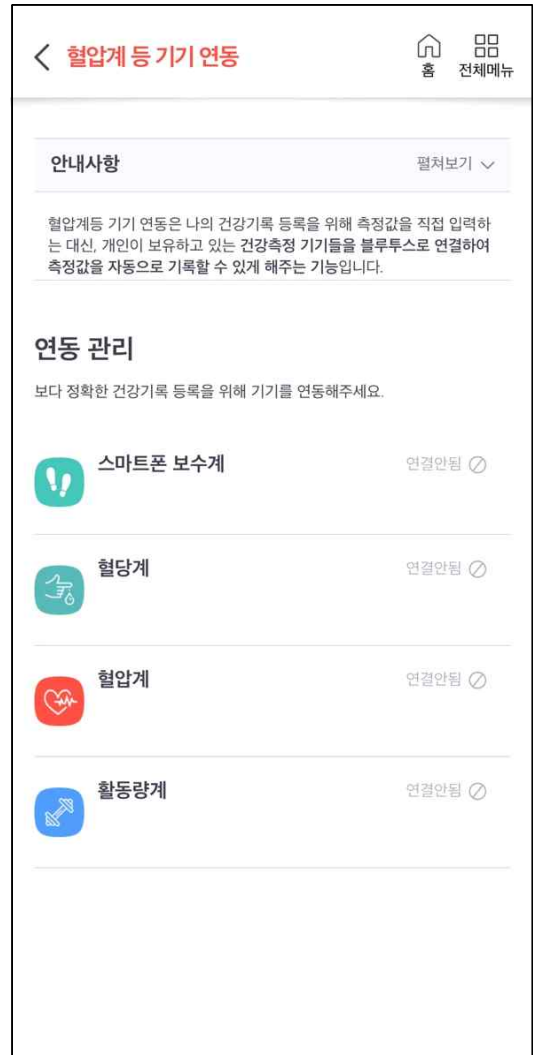 혈압계 등 기기 연동
홈
전체메뉴
안내사항
펼쳐보기
혈압계등 기기 연동은 나의 건강기록 등록을 위해 측정값을 직접 입력하
는 대신, 개인이 보유하고 있는 건강측정 기기들을 블루투스로 연결하여
측정값을 자동으로 기록할 수 있게 해주는 기능입니다.
연동 관리
보다 정확한 건강기록 등록을 위해 기기를 연동해주세요.
스마트폰 보수계
연결안됨
혈당계
연결안됨
혈압계
연결안됨
활동량계
연결안됨